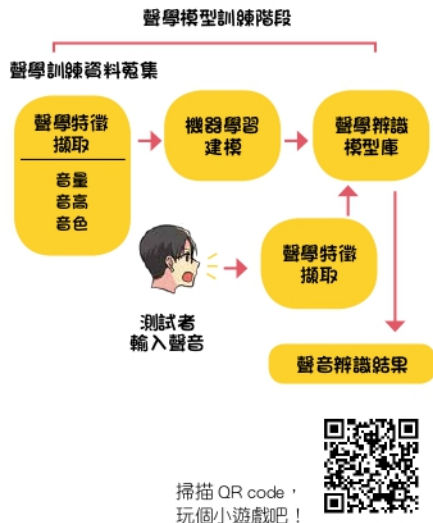 聲學模型訓練階段
聲學訓練資料蒐集
聲學特徵
擷取
音量
音高
音色
機器學習
建模
聲學辨識
模型庫
測試者
輸入聲音
聲學特徵
擷取
聲音辨識結果
掃描 QR code，
玩個小遊戲吧！